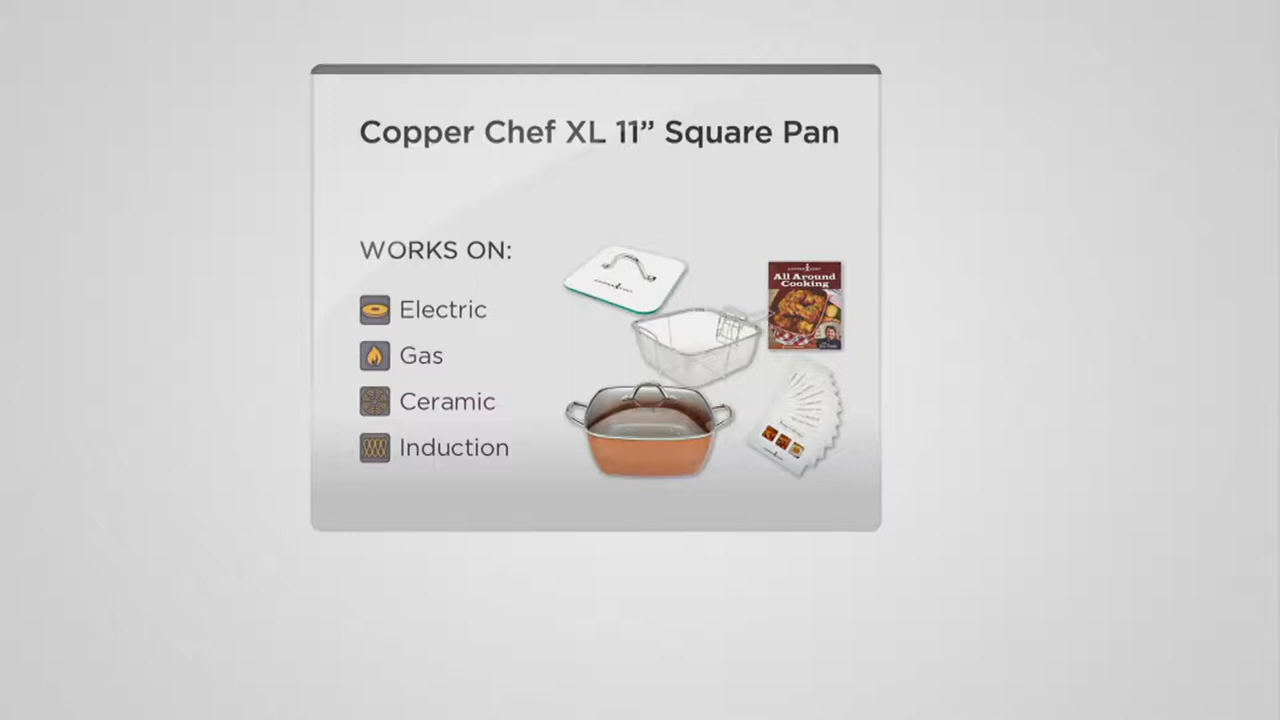 Copper Chef XL 11” Square Pan
WORKS ON:
Electric
Gas
Ceramic
Induction
All Around
Cooking